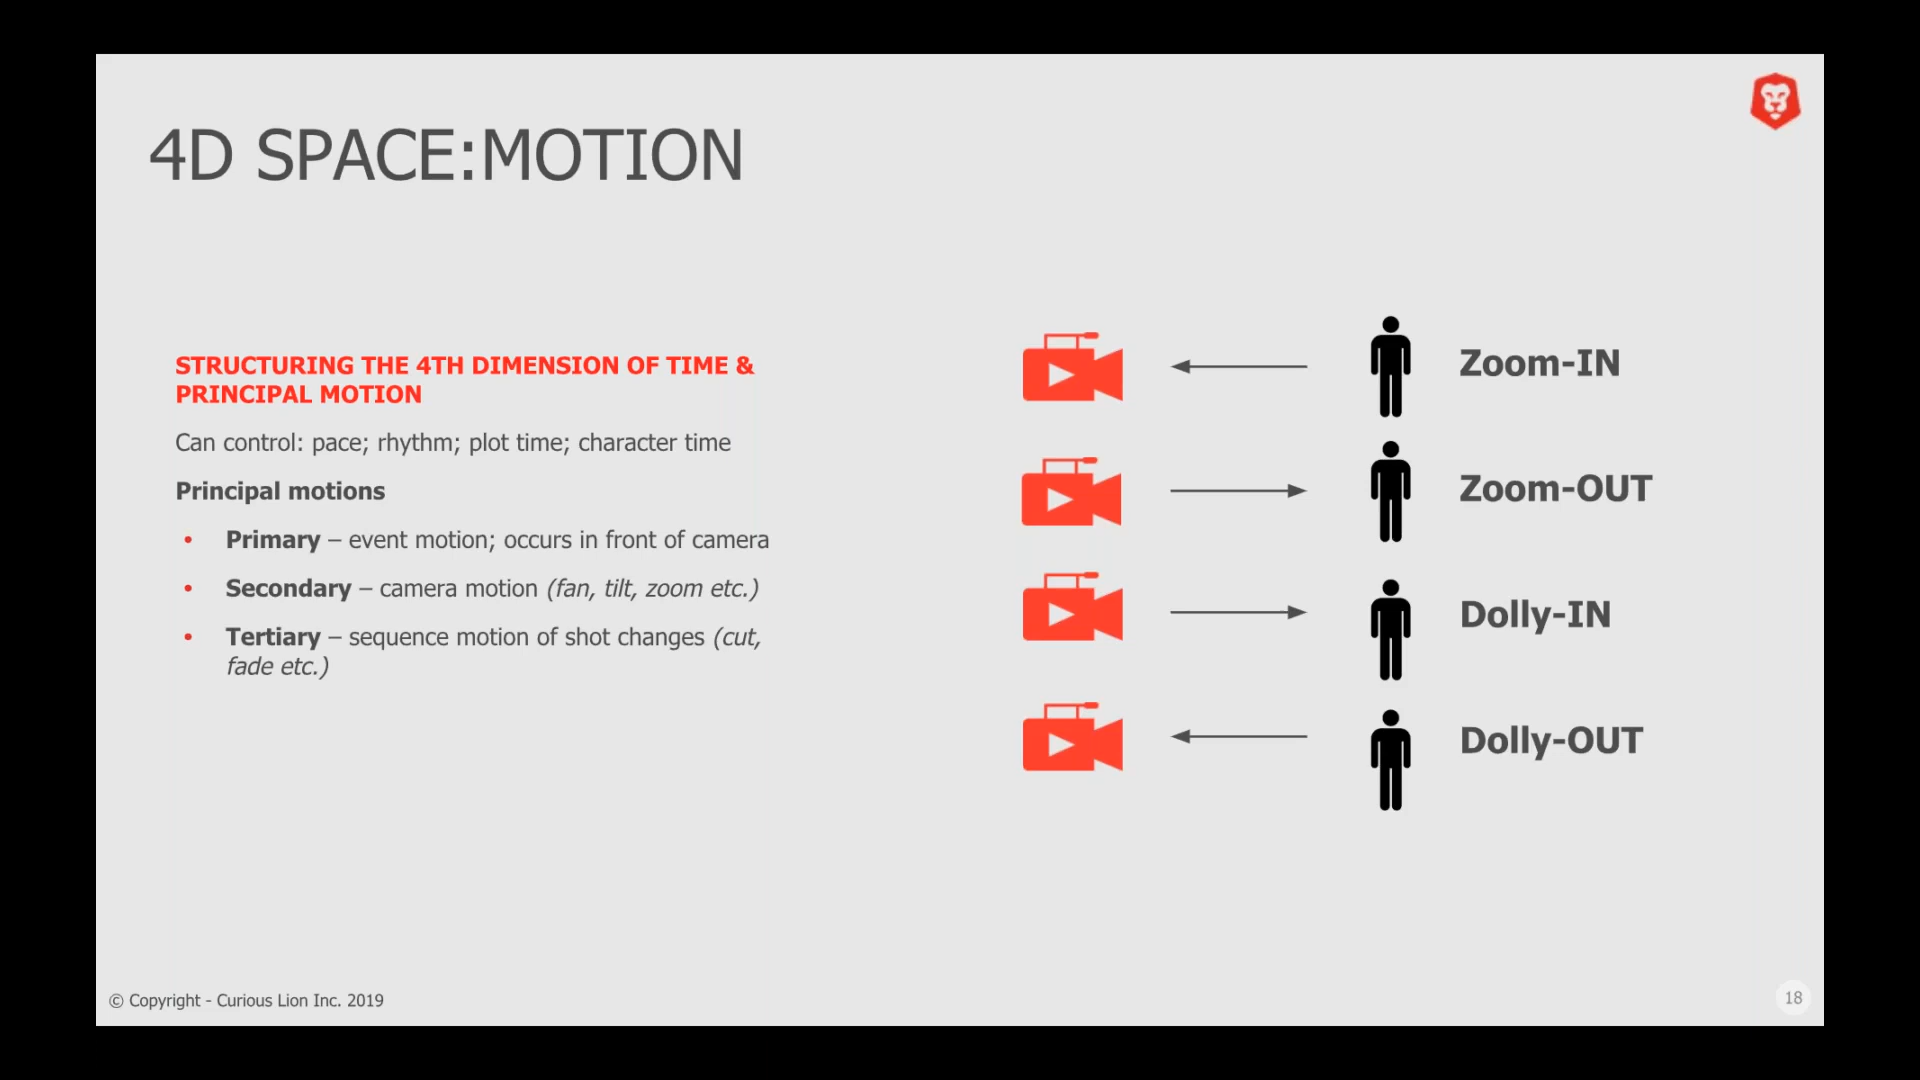 4D SPACE:MOTION
STRUCTURING THE 4TH DIMENSION OF TIME &
PRINCIPAL MOTION
Can control: pace; rhythm; plot time; character time
Principal motions
• Primary – event motion; occurs in front of camera
• Secondary – camera motion (fan, tilt, zoom etc.)
• Tertiary – sequence motion of shot changes (cut,
fade etc.)
Zoom-IN
Zoom-OUT
Dolly-IN
Dolly-OUT
© Copyright - Curious Lion Inc. 2019
18